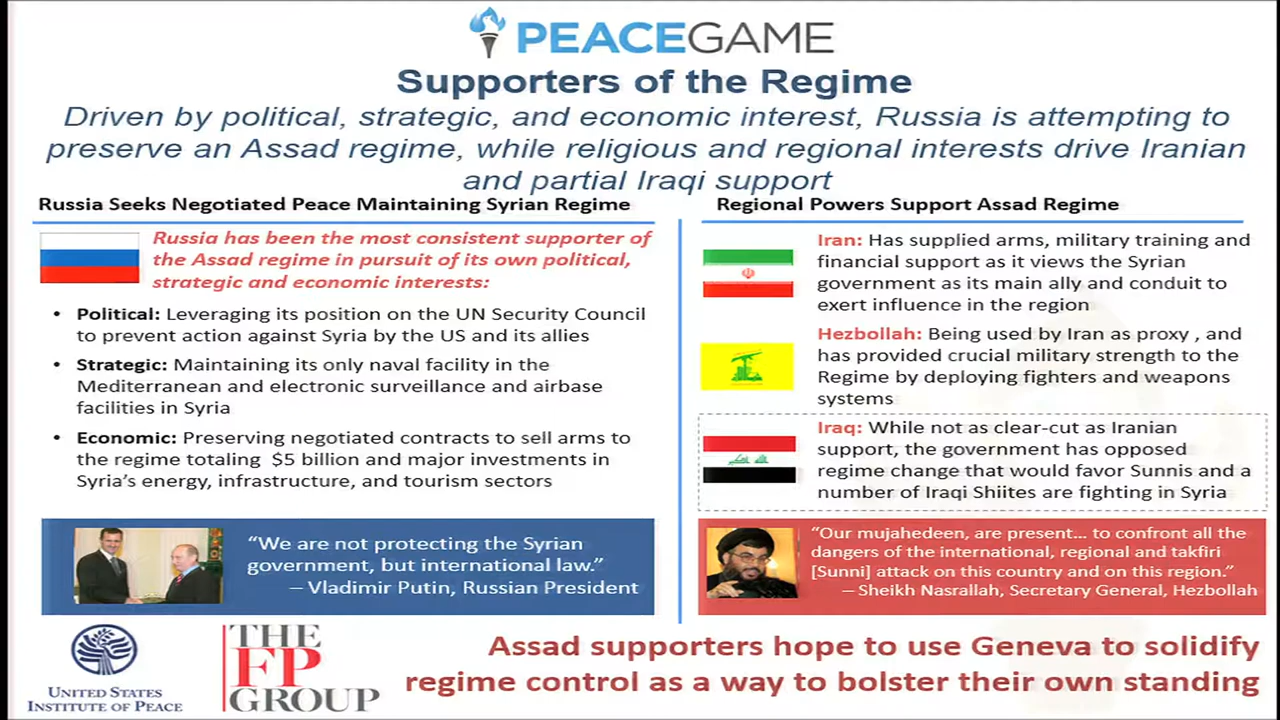 PEACEGAME
Supporters of the Regime
Driven by political, strategic, and economic interest, Russia is attempting to
preserve an Assad regime, while religious and regional interests drive Iranian
and partial Iraqi support
Russia Seeks Negotiated Peace Maintaining Syrian Regime
Russia has been the most consistent supporter of
the Assad regime in pursuit of its own political,
strategic and economic interests:
• Political: Leveraging its position on the UN Security Council
to prevent action against Syria by the US and its allies
• Strategic: Maintaining its only naval facility in the
Mediterranean and electronic surveillance and airbase
facilities in Syria
• Economic: Preserving negotiated contracts to sell arms to
the regime totaling $5 billion and major investments in
Syria's energy, infrastructure, and tourism sectors
"We are not protecting the Syrian
government, but international law."
– Vladimir Putin, Russian President
Regional Powers Support Assad Regime
Iran: Has supplied arms, military training and
financial support as it views the Syrian
government as its main ally and conduit to
exert influence in the region
Hezbollah: Being used by Iran as proxy , and
has provided crucial military strength to the
Regime by deploying fighters and weapons
systems
Iraq: While not as clear-cut as Iranian
support, the government has opposed
regime change that would favor Sunnis and a
number of Iraqi Shiites are fighting in Syria
"Our mujahedeen, are present... to confront all the
dangers of the international, regional and takfiri
[Sunni] attack on this country and on this region."
– Sheikh Nasrallah, Secretary General, Hezbollah
UNITED STATES
INSTITUTE OF PEACE
THE
FP
GROUP
Assad supporters hope to use Geneva to solidify
regime control as a way to bolster their own standing